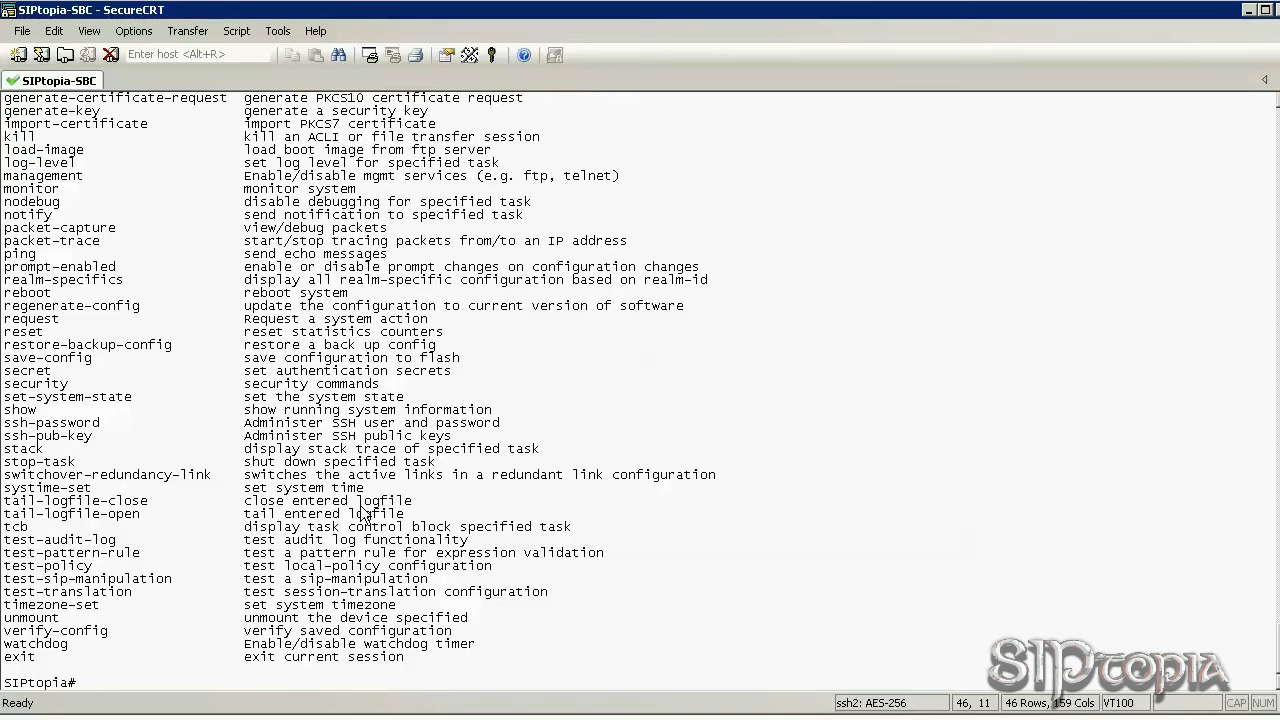 SIPtopia-SBC - SecureCRT
File Edit View Options Transfer Script Tools Help
Enter host <Alt+R>
SIPtopia-SBC
generate-certificate-request generate PKCS10 certificate request
generate-key generate a security key
import-certificate import PKCS7 certificate
kill kill an ACLI or file transfer session
load-image load boot image from ftp server
log-level set log level for specified task
management Enable/disable mgmt services (e.g. ftp, telnet)
monitor monitor system
nodebug disable debugging for specified task
notify send notification to specified task
packet-capture view/debug packets
packet-trace start/stop tracing packets from/to an IP address
ping send echo messages
prompt-enabled enable or disable prompt changes on configuration changes
realm-specifics display all realm-specific configuration based on realm-id
reboot reboot system
regenerate-config update the configuration to current version of software
request Request a system action
reset reset statistics counters
restore-backup-config restore a back up config
save-config save configuration to flash
secret set authentication secrets
security security commands
set-system-state set the system state
show show running system information
ssh-password Administer SSH user and password
ssh-pub-key Administer SSH public keys
stack display stack trace of specified task
stop-task shut down specified task
switchover-redundancy-link switches the active links in a redundant link configuration
systime-set set system time
tail-logfile-close close entered logfile
tail-logfile-open tail entered logfile
tcb display task control block specified task
test-audit-log test audit log functionality
test-pattern-rule test a pattern rule for expression validation
test-policy test local-policy configuration
test-sip-manipulation test a sip-manipulation
test-translation test session-translation configuration
timezone-set set system timezone
unmount unmount the device specified
verify-config verify saved configuration
watchdog Enable/disable watchdog timer
exit exit current session
SIPtopia#
SIPtopia
Ready ssh2: AES-256 46, 11 46 Rows, 159 Cols VT100 CAP NUM